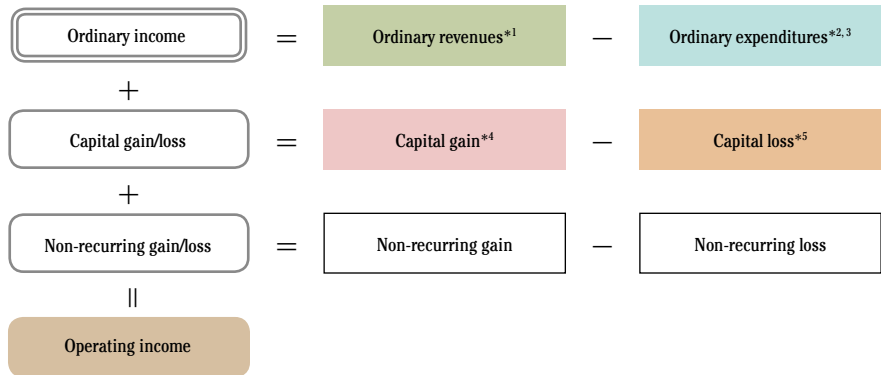 Ordinary income = Ordinary revenues*1 − Ordinary expenditures*2, 3
+
Capital gain/loss = Capital gain*4 − Capital loss*5
+
Non-recurring gain/loss = Non-recurring gain − Non-recurring loss
=
Operating income